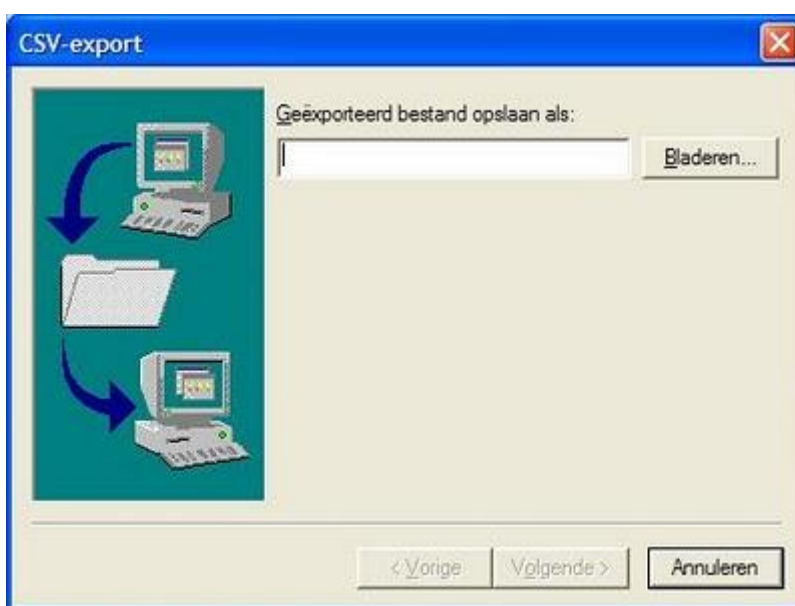 CSV-export
Geëxporteerd bestand opslaan als:
Bladeren...
< Vorige
Volgende >
Annuleren